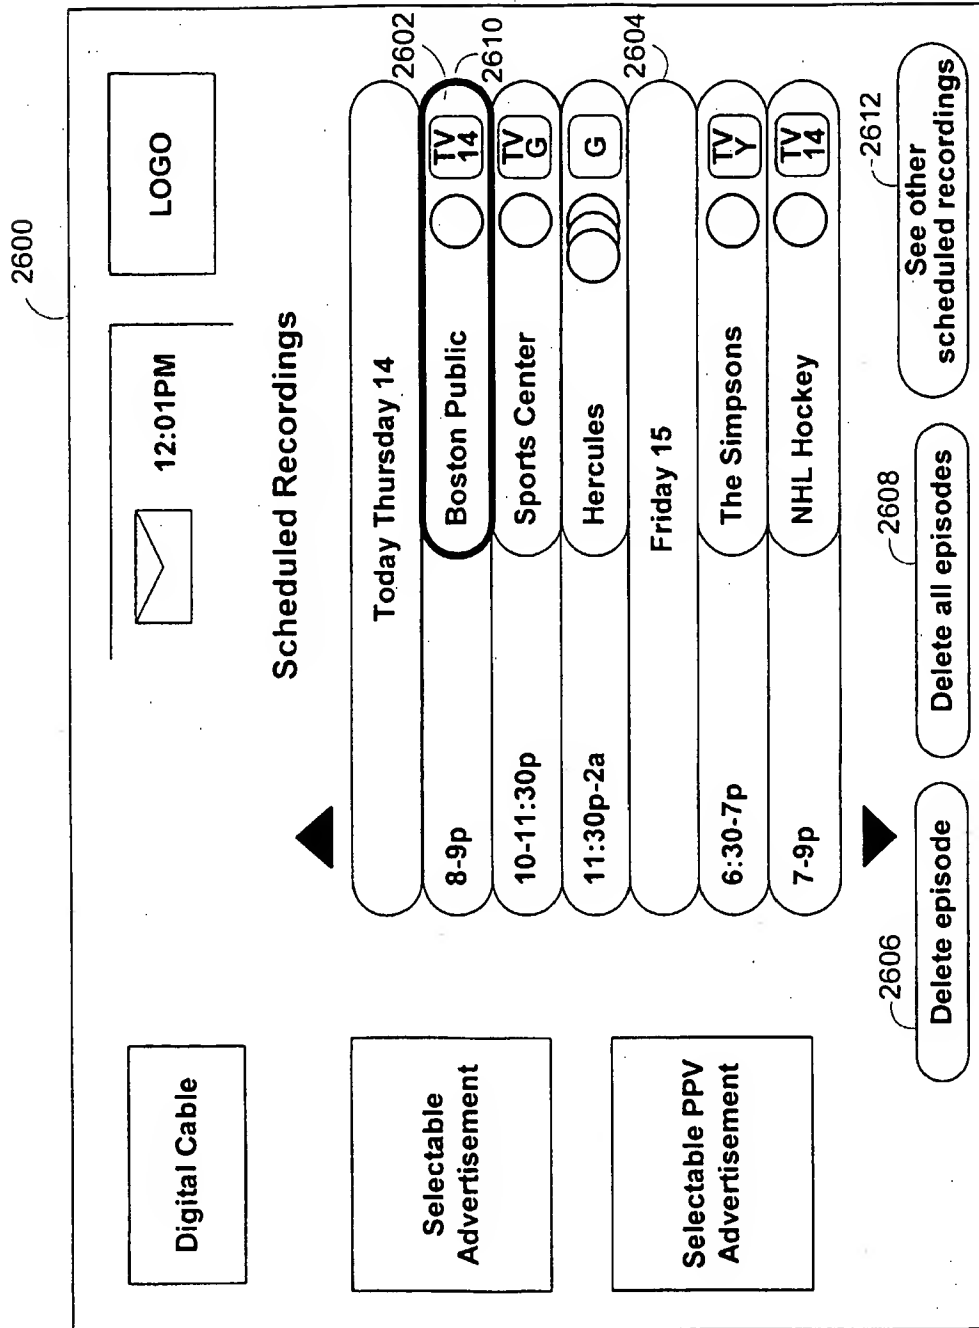 2600
Digital Cable
12:01PM
LOGO
Scheduled Recordings
Selectable
Advertisement
Selectable PPV
Advertisement
Today Thursday 14
2602
8-9p Boston Public TV 14
2610
10-11:30p Sports Center TV G
11:30p-2a Hercules G
Friday 15
2604
6:30-7p The Simpsons TV Y
7-9p NHL Hockey TV 14
2606
Delete episode
2608
Delete all episodes
2612
See other
scheduled recordings